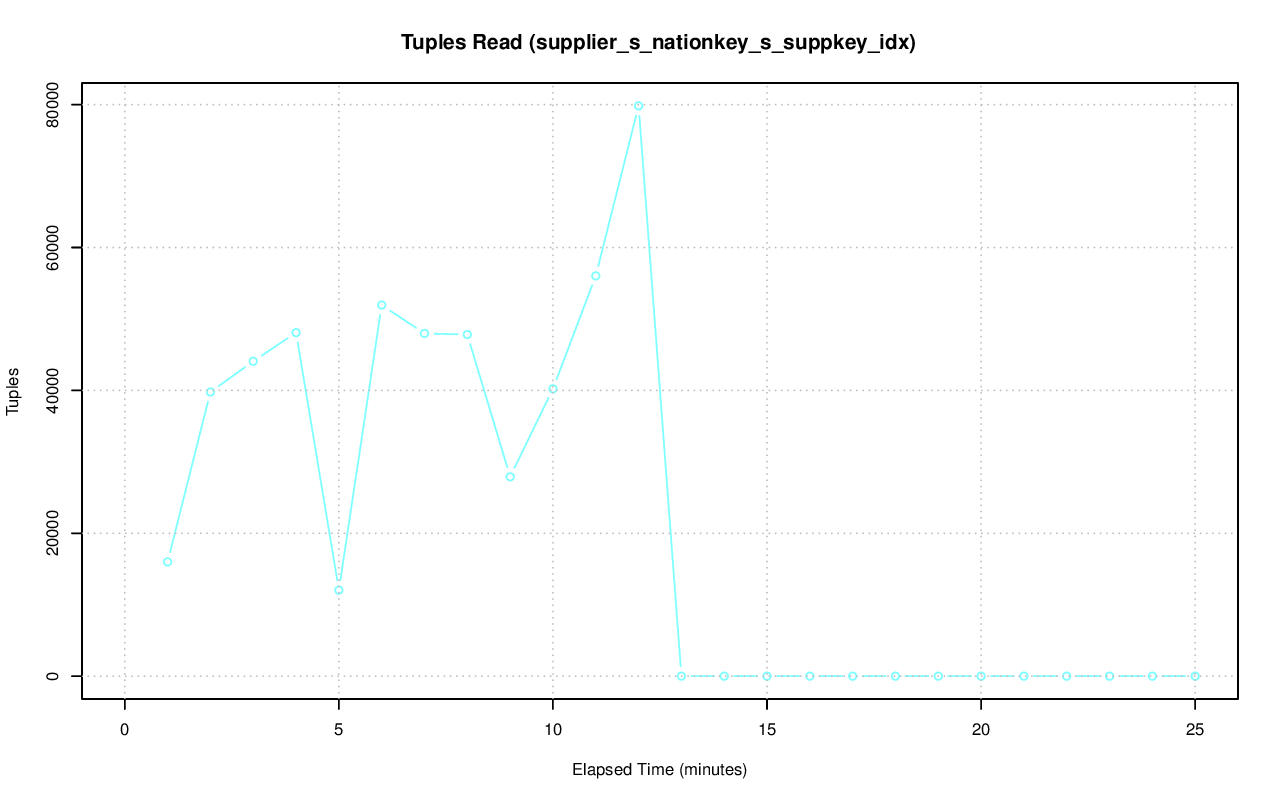 Tuples Read (supplier_s_nationkey_s_suppkey_idx)
80000
60000
40000
20000
0
Tuples
0 5 10 15 20 25
Elapsed Time (minutes)